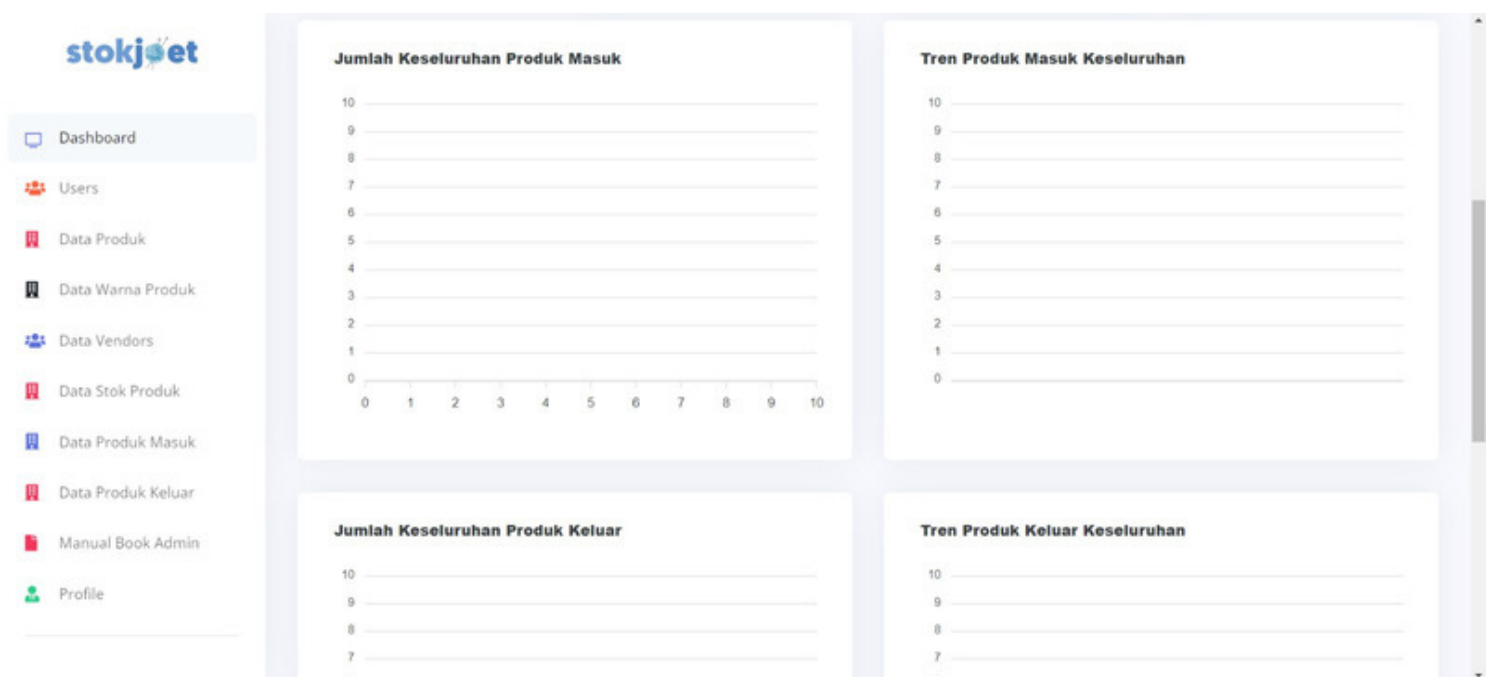 stokjoet
Dashboard
Users
Data Produk
Data Warna Produk
Data Vendors
Data Stok Produk
Data Produk Masuk
Data Produk Keluar
Manual Book Admin
Profile
Jumlah Keseluruhan Produk Masuk
10
9
8
7
6
5
4
3
2
1
0
0 1 2 3 4 5 6 7 8 9 10
Tren Produk Masuk Keseluruhan
10
9
8
7
6
5
4
3
2
1
0
Jumlah Keseluruhan Produk Keluar
10
9
8
7
Tren Produk Keluar Keseluruhan
10
9
8
7